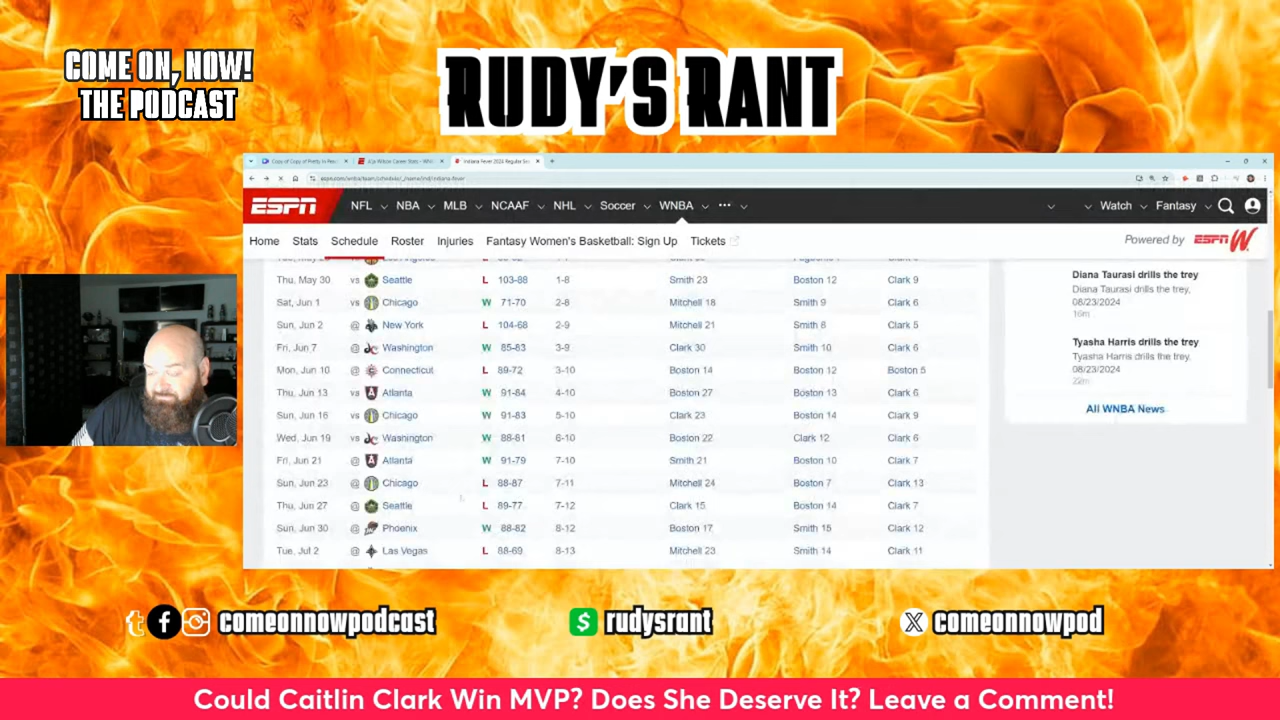 COME ON, NOW!
THE PODCAST
RUDY'S RANT
Indiana Fever 2024 Regular
ESPN NFL NBA MLB NCAAF NHL Soccer WNBA ••• Watch Fantasy
Home Stats Schedule Roster Injuries Fantasy Women's Basketball: Sign Up Tickets Powered by ESPN W
Thu, May 30 vs Seattle L 103-88 1-8 Smith 23 Boston 12 Clark 9
Sat, Jun 1 vs Chicago W 71-70 2-8 Mitchell 18 Smith 9 Clark 6
Sun, Jun 2 @ New York L 104-68 2-9 Mitchell 21 Smith 8 Clark 5
Fri, Jun 7 @ Washington W 85-83 3-9 Clark 30 Smith 10 Clark 6
Mon, Jun 10 @ Connecticut L 89-72 3-10 Boston 14 Boston 12 Boston 5
Thu, Jun 13 vs Atlanta W 91-84 4-10 Boston 27 Boston 13 Clark 6
Sun, Jun 16 vs Chicago W 91-83 5-10 Clark 23 Boston 14 Clark 9
Wed, Jun 19 vs Washington W 88-81 6-10 Boston 22 Clark 12 Clark 6
Fri, Jun 21 @ Atlanta W 91-79 7-10 Smith 21 Boston 10 Clark 7
Sun, Jun 23 @ Chicago L 88-87 7-11 Mitchell 24 Boston 7 Clark 13
Thu, Jun 27 @ Seattle L 89-77 7-12 Clark 15 Boston 14 Clark 7
Sun, Jun 30 @ Phoenix W 88-82 8-12 Boston 17 Smith 15 Clark 12
Tue, Jul 2 @ Las Vegas L 88-69 8-13 Mitchell 23 Smith 14 Clark 11
Diana Taurasi drills the trey
Diana Taurasi drills the trey,
08/23/2024
16m
Tyasha Harris drills the trey
Tyasha Harris drills the trey,
08/23/2024
22m
All WNBA News
comeonnowpodcast
rudysrant
comeonnowpod
Could Caitlin Clark Win MVP? Does She Deserve It? Leave a Comment!